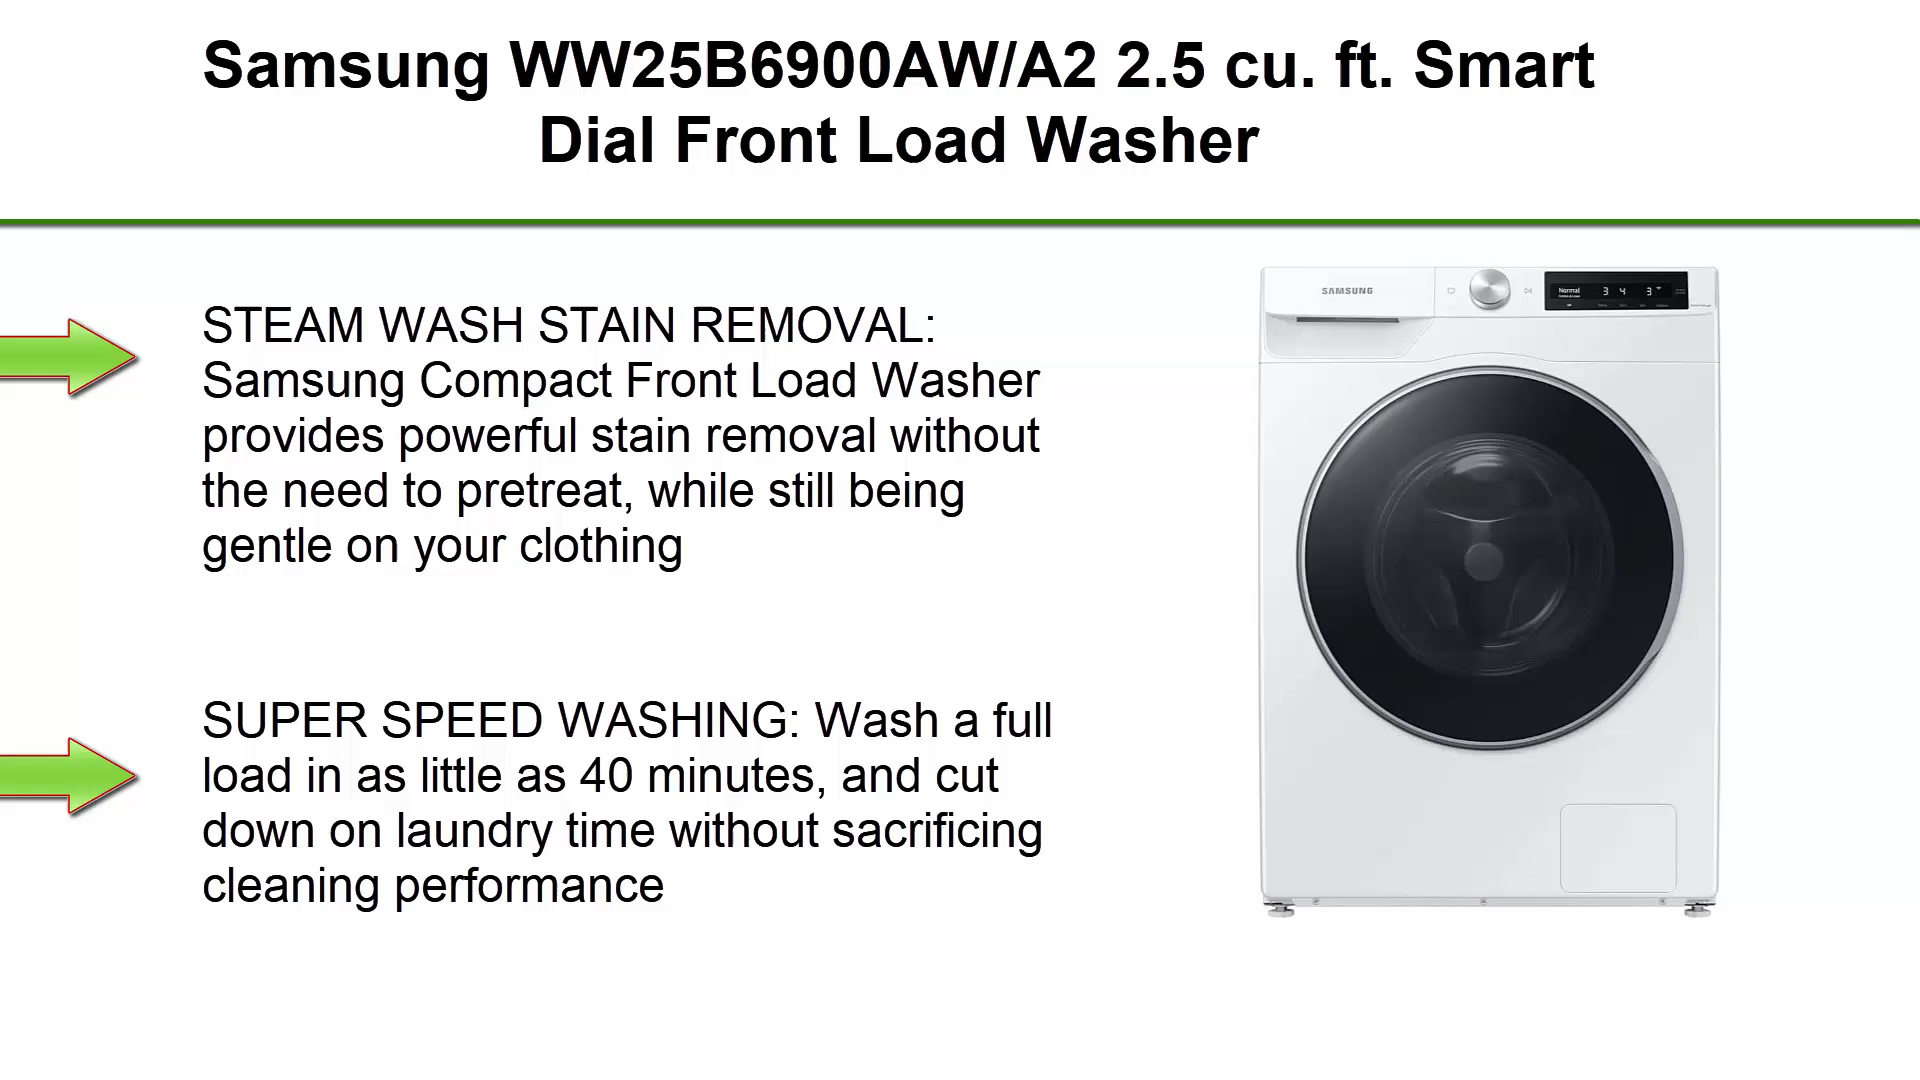 Samsung WW25B6900AW/A2 2.5 cu. ft. Smart
Dial Front Load Washer
STEAM WASH STAIN REMOVAL:
Samsung Compact Front Load Washer
provides powerful stain removal without
the need to pretreat, while still being
gentle on your clothing
SUPER SPEED WASHING: Wash a full
load in as little as 40 minutes, and cut
down on laundry time without sacrificing
cleaning performance
SAMSUNG
Normal 3 4 3